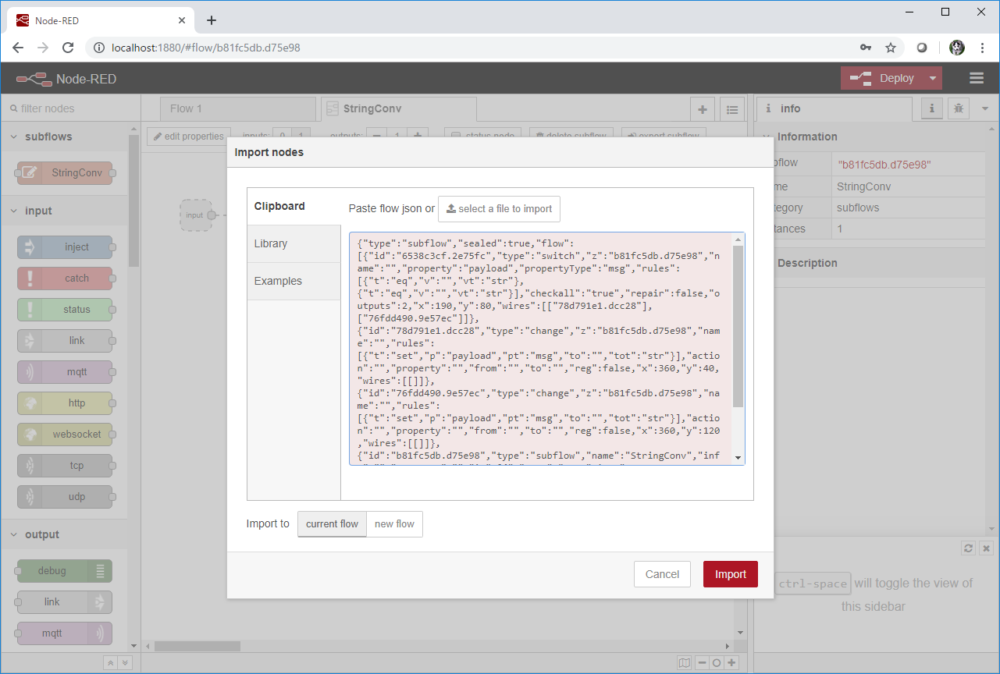 Node-RED
localhost:1880/#flow/b81fc5db.d75e98
Node-RED
Deploy
filter nodes
Flow 1
StringConv
info
subflows
edit properties
inputs: 0 1
outputs: 1
status node
delete subflow
export subflow
Import nodes
Information
StringConv
input
inject
catch
status
link
mqtt
http
websocket
tcp
udp
output
debug
link
mqtt
input
Clipboard
Library
Examples
Paste flow json or
select a file to import
{"type":"subflow","sealed":true,"flow":
[{"id":"6538c3cf.2e75fc","type":"switch","z":"b81fc5db.d75e98","n
ame":"","property":"payload","propertyType":"msg","rules":
[{"t":"eq","v":"","vt":"str"},
{"t":"eq","v":"","vt":"str"}],"checkall":"true","repair":false,"o
utputs":2,"x":190,"y":80,"wires":[["78d791e1.dcc28"],
["76fdd490.9e57ec"]]},
{"id":"78d791e1.dcc28","type":"change","z":"b81fc5db.d75e98","nam
e":"","rules":
[{"t":"set","p":"payload","pt":"msg","to":"","tot":"str"}],"actio
n":"","property":"","from":"","to":"","reg":false,"x":360,"y":40,
"wires":[[]]},
{"id":"76fdd490.9e57ec","type":"change","z":"b81fc5db.d75e98","na
me":"","rules":
[{"t":"set","p":"payload","pt":"msg","to":"","tot":"str"}],"actio
n":"","property":"","from":"","to":"","reg":false,"x":360,"y":120
,"wires":[[]]},
{"id":"b81fc5db.d75e98","type":"subflow","name":"StringConv","inf
Import to
current flow
new flow
Cancel
Import
bflow "b81fc5db.d75e98"
me StringConv
tegory subflows
tances 1
Description
ctrl-space will toggle the view of
this sidebar